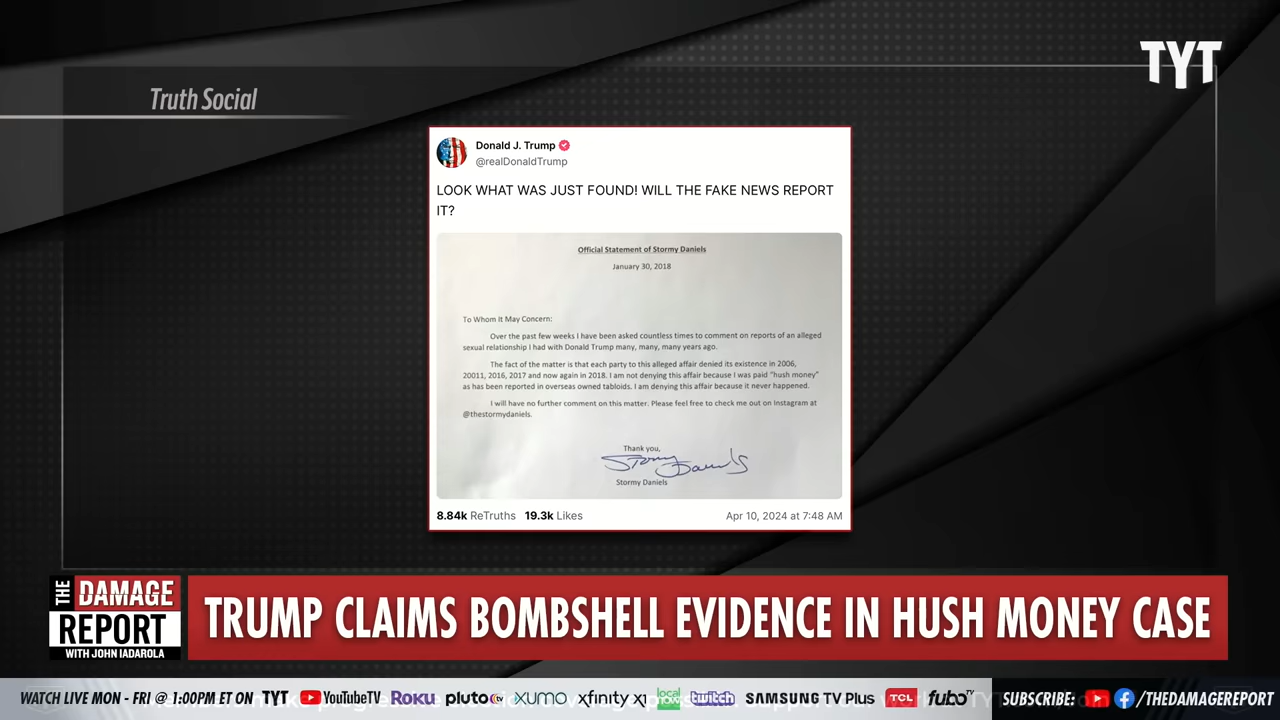 TYT
Truth Social
Donald J. Trump
@realDonaldTrump
LOOK WHAT WAS JUST FOUND! WILL THE FAKE NEWS REPORT
IT?
Official Statement of Stormy Daniels
January 30, 2018
To Whom It May Concern:
Over the past few weeks I have been asked countless times to comment on reports of an alleged
sexual relationship I had with Donald Trump many, many, many years ago.
The fact of the matter is that each party to this alleged affair denied its existence in 2006,
20011, 2016, 2017 and now again in 2018. I am not denying this affair because I was paid "hush money"
as has been reported in overseas owned tabloids. I am denying this affair because it never happened.
I will have no further comment on this matter. Please feel free to check me out on Instagram at
@thestormydaniels.
Thank you,
Stormy Daniels
Stormy Daniels
8.84k ReTruths 19.3k Likes Apr 10, 2024 at 7:48 AM
THE DAMAGE
REPORT
WITH JOHN IADAROLA
TRUMP CLAIMS BOMBSHELL EVIDENCE IN HUSH MONEY CASE
WATCH LIVE MON - FRI @ 1:00PM ET ON TYT YouTubeTV Roku pluto tv xumo xfinity x1 local now twitch SAMSUNG TV Plus TCL fuboTV SUBSCRIBE: /THEDAMAGEREPORT